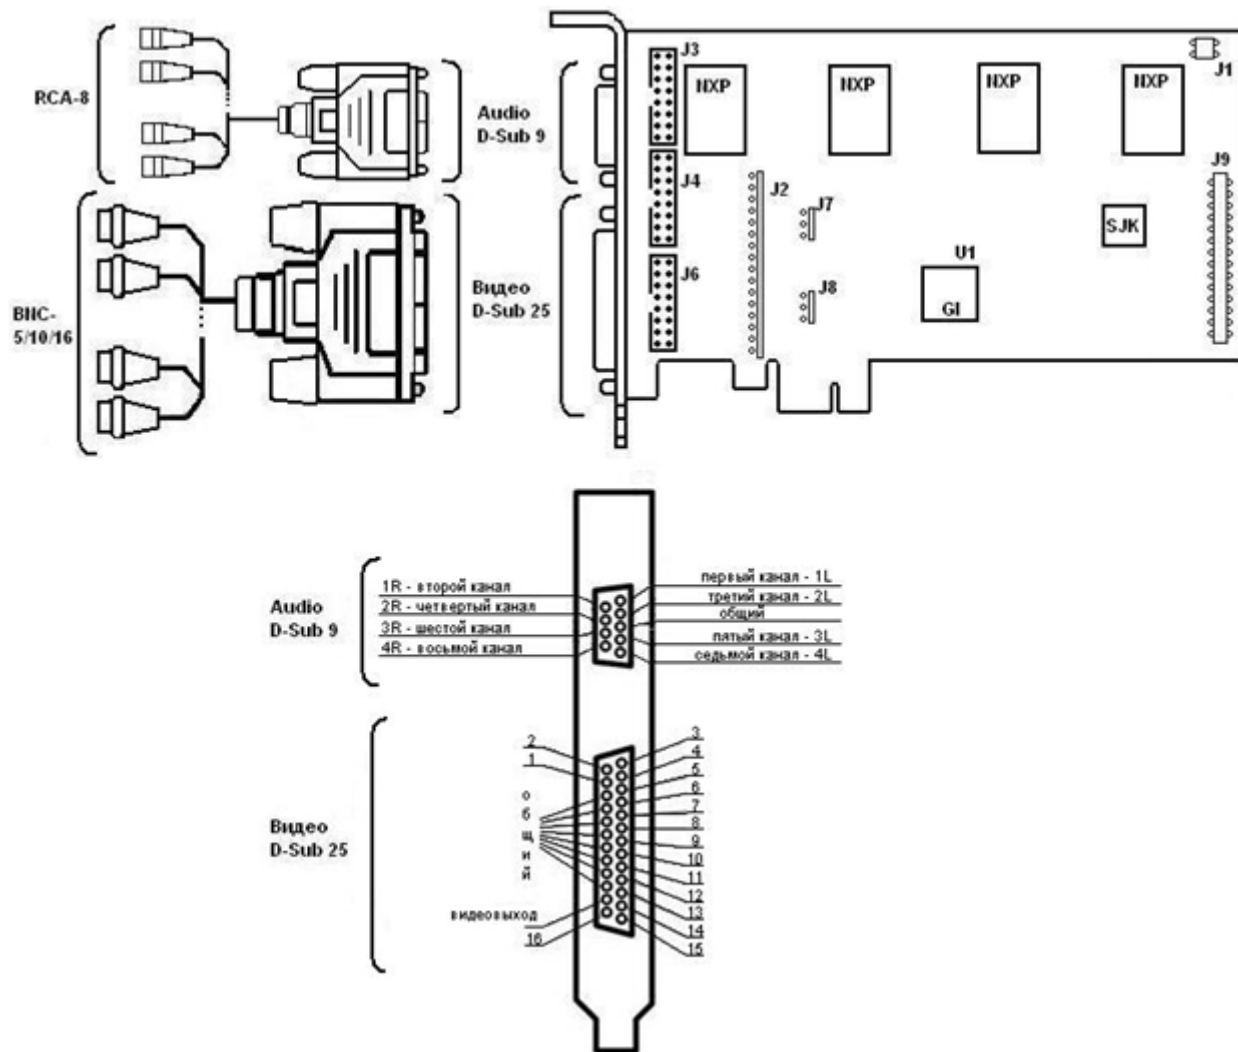 RCA-8
Audio
D-Sub 9
BNC-
5/10/16
Видео
D-Sub 25
J3
NXP
NXP
NXP
NXP
J1
J4
J2
J7
J9
SJK
J6
J8
U1
GI
Audio
D-Sub 9
1R - второй канал
2R - четвертый канал
3R - шестой канал
4R - восьмой канал
первый канал - 1L
третий канал - 2L
общий
пятый канал - 3L
седьмой канал - 4L
Видео
D-Sub 25
2
1
общий
видеовыход
16
3
4
5
6
7
8
9
10
11
12
13
14
15